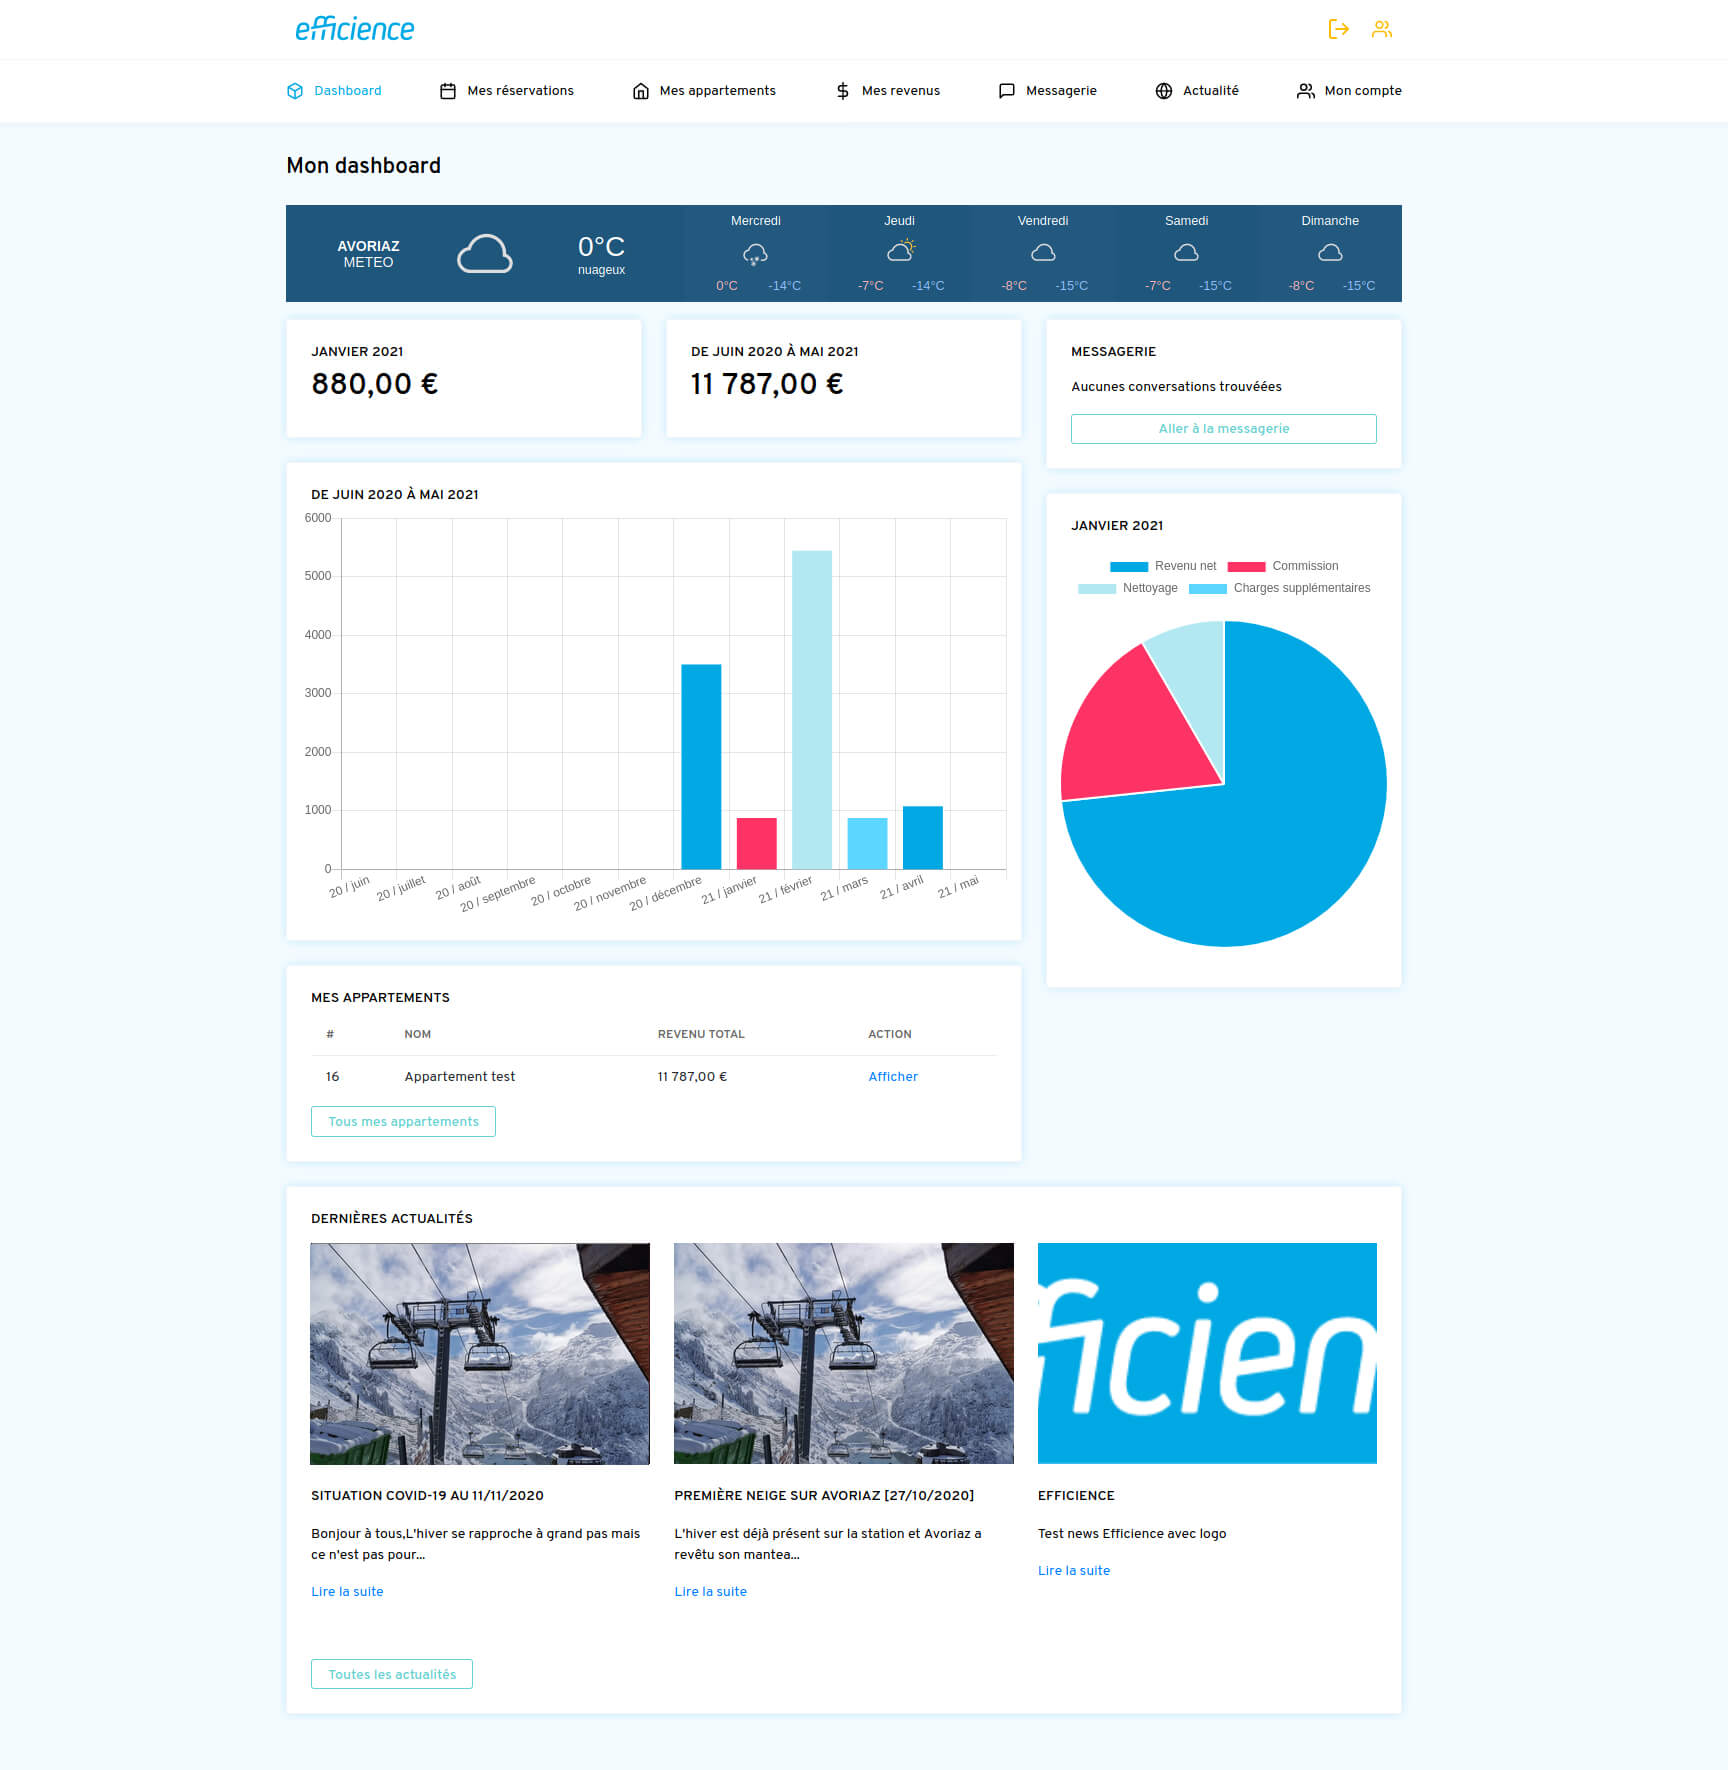 efficience
Dashboard
Mes réservations
Mes appartements
Mes revenus
Messagerie
Actualité
Mon compte
Mon dashboard
AVORIAZ
METEO
0°C
nuageux
Mercredi
0°C -14°C
Jeudi
-7°C -14°C
Vendredi
-8°C -15°C
Samedi
-7°C -15°C
Dimanche
-8°C -15°C
JANVIER 2021
880,00 €
DE JUIN 2020 À MAI 2021
11 787,00 €
MESSAGERIE
Aucunes conversations trouvéées
Aller à la messagerie
DE JUIN 2020 À MAI 2021
6000
5000
4000
3000
2000
1000
0
20 / juin
20 / juillet
20 / août
20 / septembre
20 / octobre
20 / novembre
20 / décembre
21 / janvier
21 / février
21 / mars
21 / avril
21 / mai
JANVIER 2021
Revenu net
Commission
Nettoyage
Charges supplémentaires
MES APPARTEMENTS
# NOM REVENU TOTAL ACTION
16 Appartement test 11 787,00 € Afficher
Tous mes appartements
DERNIÈRES ACTUALITÉS
SITUATION COVID-19 AU 11/11/2020
Bonjour à tous,L'hiver se rapproche à grand pas mais
ce n'est pas pour...
Lire la suite
PREMIÈRE NEIGE SUR AVORIAZ [27/10/2020]
L'hiver est déjà présent sur la station et Avoriaz a
revêtu son mantea...
Lire la suite
fficien
EFFICIENCE
Test news Efficience avec logo
Lire la suite
Toutes les actualités